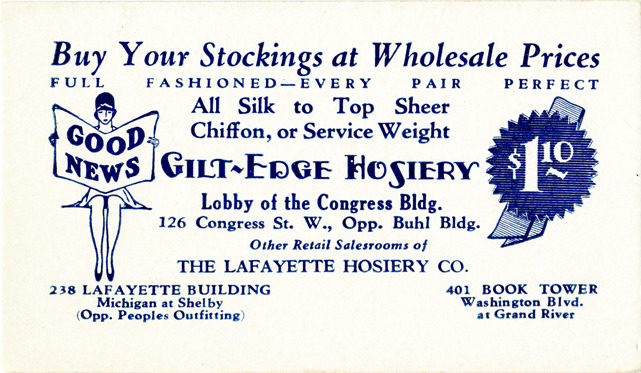 Buy Your Stockings at Wholesale Prices
FULL FASHIONED—EVERY PAIR PERFECT
All Silk to Top Sheer
Chiffon, or Service Weight
GOOD
NEWS
GILT-EDGE HOSIERY
$1.10
Lobby of the Congress Bldg.
126 Congress St. W., Opp. Buhl Bldg.
Other Retail Salesrooms of
THE LAFAYETTE HOSIERY CO.
238 LAFAYETTE BUILDING
Michigan at Shelby
(Opp. Peoples Outfitting)
401 BOOK TOWER
Washington Blvd.
at Grand River